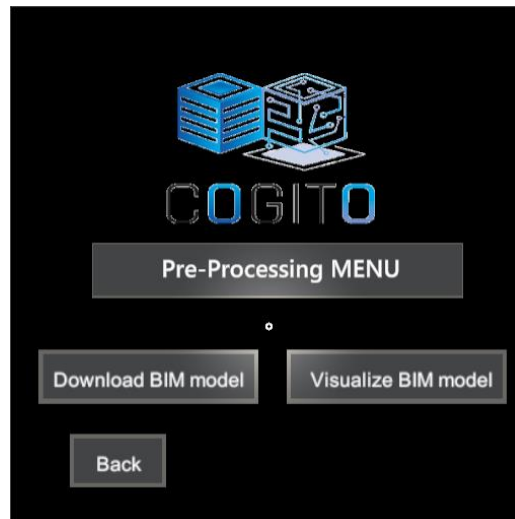 COGITO
Pre-Processing MENU
Download BIM model
Visualize BIM model
Back